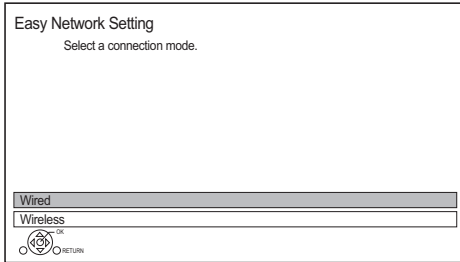 Easy Network Setting
Select a connection mode.
Wired
Wireless
OK
RETURN